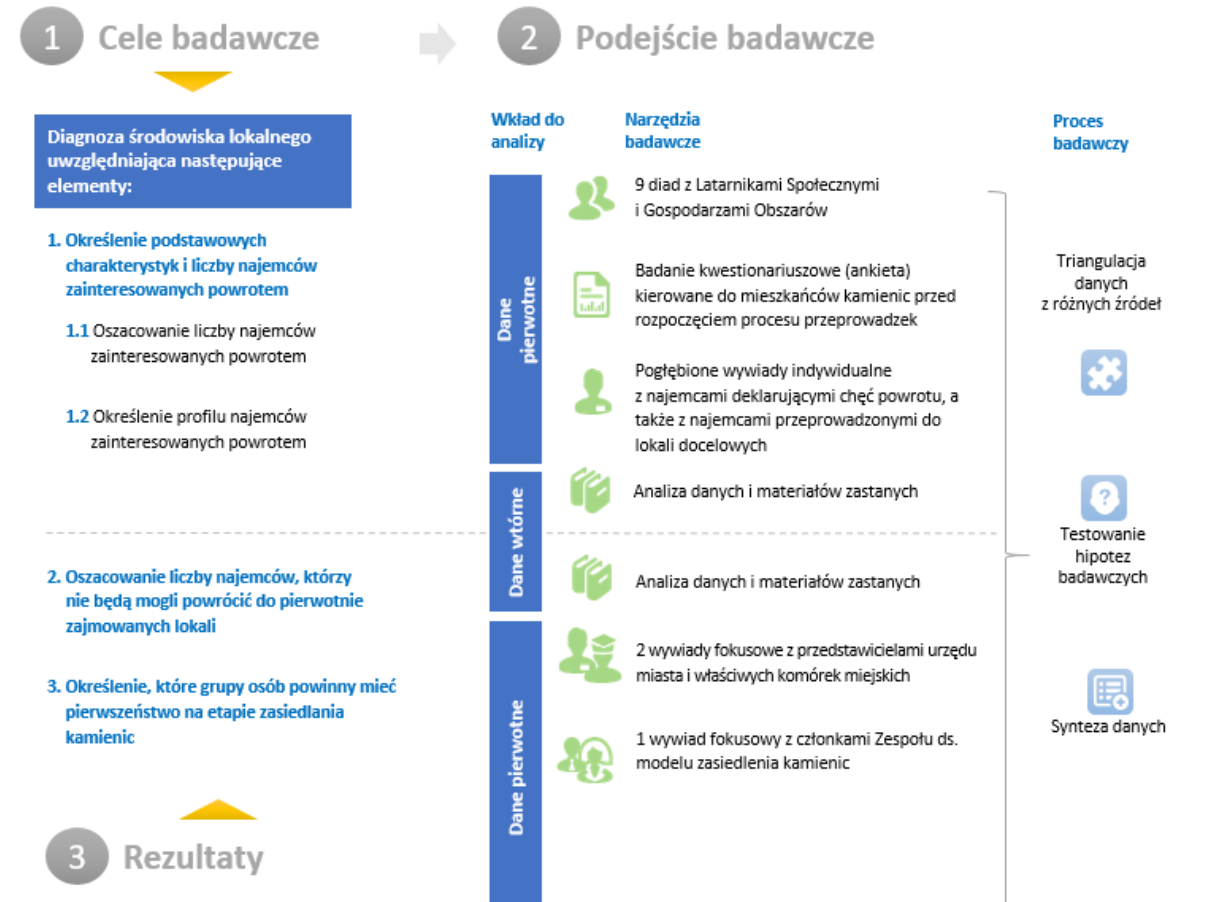 1 Cele badawcze
2 Podejście badawcze
Diagnoza środowiska lokalnego
uwzględniająca następujące
elementy:
1. Określenie podstawowych
charakterystyk i liczby najemców
zainteresowanych powrotem
1.1 Oszacowanie liczby najemców
zainteresowanych powrotem
1.2 Określenie profilu najemców
zainteresowanych powrotem
2. Oszacowanie liczby najemców, którzy
nie będą mogli powrócić do pierwotnie
zajmowanych lokali
3. Określenie, które grupy osób powinny mieć
pierwszeństwo na etapie zasiedlania
kamienic
3 Rezultaty
Wkład do
analizy
Dane
pierwotne
Dane wtórne
Dane pierwotne
Narzędzia
badawcze
9 diad z Latarnikami Społecznymi
i Gospodarzami Obszarów
Badanie kwestionariuszowe (ankieta)
kierowane do mieszkańców kamienic przed
rozpoczęciem procesu przeprowadzek
Pogłębione wywiady indywidualne
z najemcami deklarującymi chęć powrotu, a
także z najemcami przeprowadzonymi do
lokali docelowych
Analiza danych i materiałów zastanych
Analiza danych i materiałów zastanych
2 wywiady fokusowe z przedstawicielami urzędu
miasta i właściwych komórek miejskich
1 wywiad fokusowy z członkami Zespołu ds.
modelu zasiedlenia kamienic
Proces
badawczy
Triangulacja
danych
z różnych źródeł
?
Testowanie
hipotez
badawczych
Synteza danych